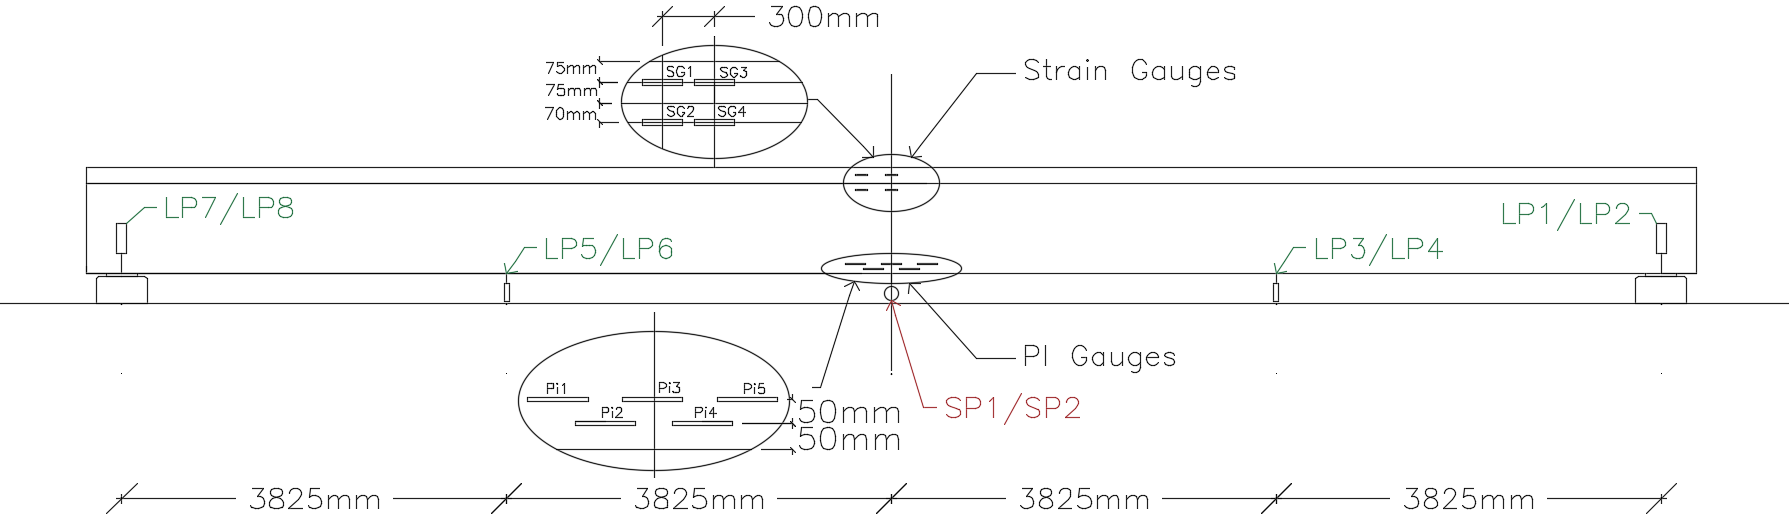 300mm
75mm
75mm
70mm
SG1 SG3
SG2 SG4
Strain Gauges
LP7/LP8
LP1/LP2
LP5/LP6
LP3/LP4
PI Gauges
SP1/SP2
Pi1 Pi3 Pi5
Pi2 Pi4
50mm
50mm
3825mm 3825mm 3825mm 3825mm